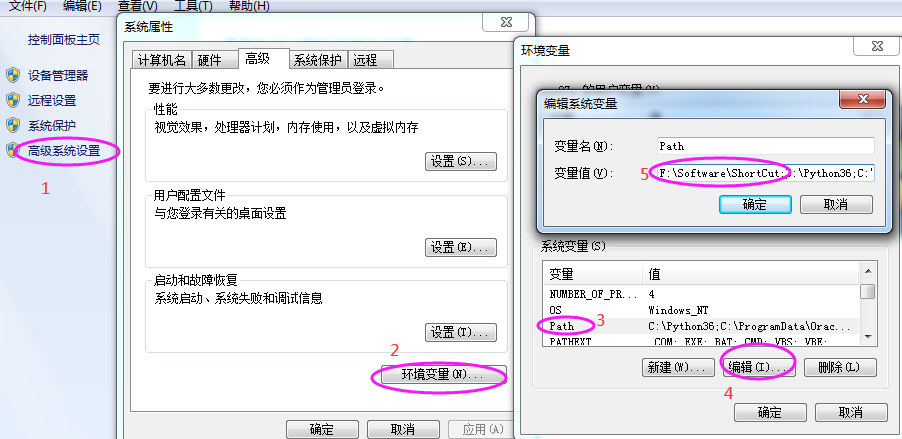 文件(F) 编辑(E) 查看(V) 工具(T) 帮助(H)
控制面板主页
设备管理器
远程设置
系统保护
高级系统设置
1
系统属性
计算机名 硬件 高级 系统保护 远程
要进行大多数更改，您必须作为管理员登录。
性能
视觉效果，处理器计划，内存使用，以及虚拟内存
设置(S)...
用户配置文件
与您登录有关的桌面设置
设置(E)...
启动和故障恢复
系统启动、系统失败和调试信息
设置(T)...
2
环境变量(N)...
确定 取消 应用(A)
环境变量
的用户变量(U)
编辑系统变量
变量名(N): Path
变量值(V): 5 F:\Software\ShortCut;C:\Python36;C:
确定 取消
系统变量(S)
变量 值
NUMBER_OF_PR... 4
OS Windows_NT
Path 3 C:\Python36;C:\ProgramData\Orac...
PATHEXT .COM;.EXE;.BAT;.CMD;.VBS;.VBE;
新建(W)... 编辑(I)... 删除(L)
4
确定 取消